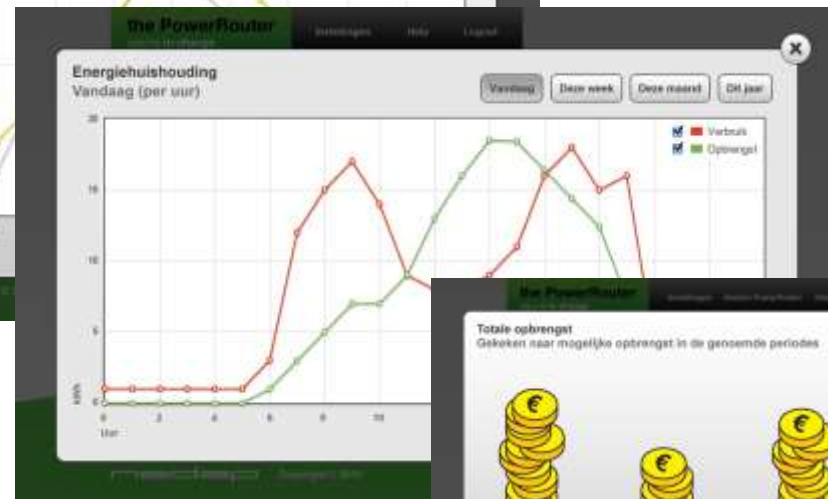 the PowerRouter
Instellingen Help Logout
Energiehuishouding
Vandaag (per uur)
Vandaag Deze week Deze maand Dit jaar
Verbruik
Opbrengst
20
15
10
5
0
kWh
0 2 4 6 8 10
Uur
Copyright
the PowerRouter
Instellingen
Totale opbrengst
Gekeken naar mogelijke opbrengst in de genoemde periodes
€
€
€